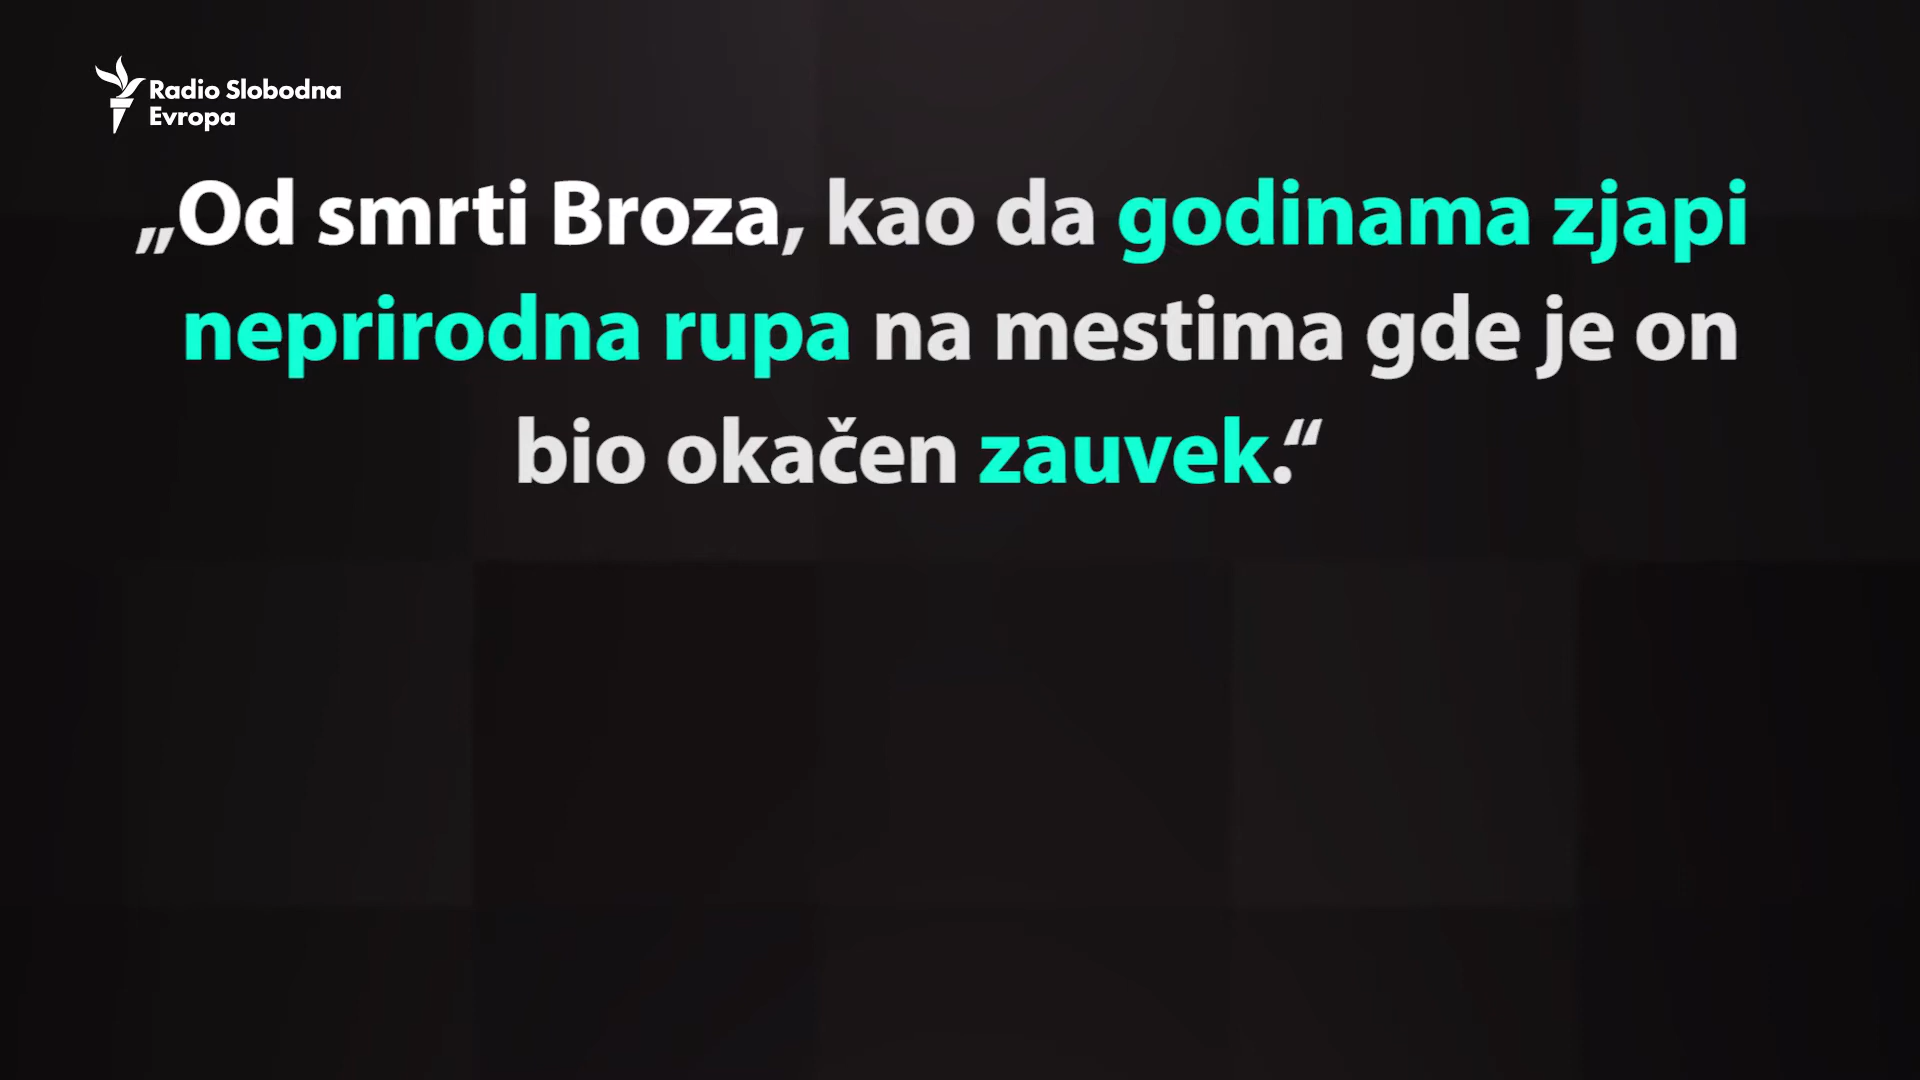 Radio Slobodna
Evropa
„Od smrti Broza, kao da godinama zjapi
neprirodna rupa na mestima gde je on
bio okačen zauvek.“